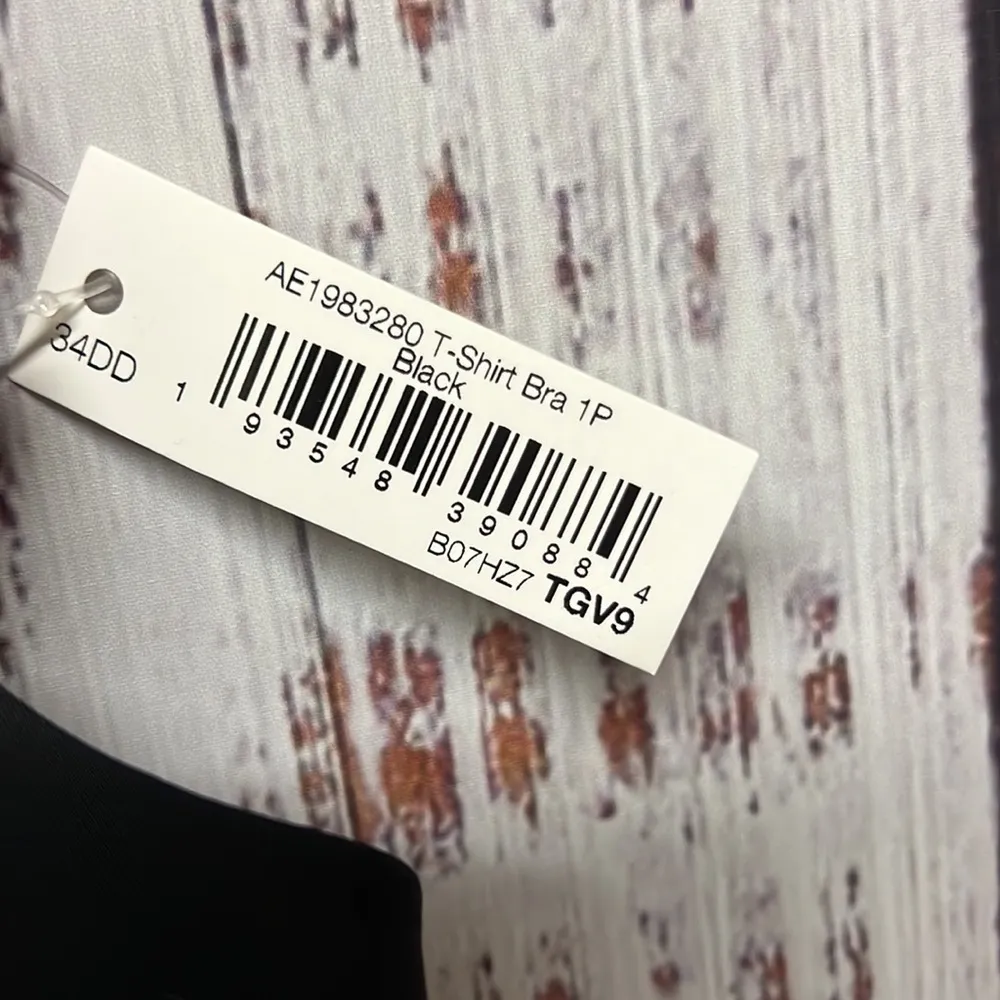 AE1983280 T-Shirt Bra 1P
Black
34DD
1 93548 39088 4
B07HZ7 TGV9